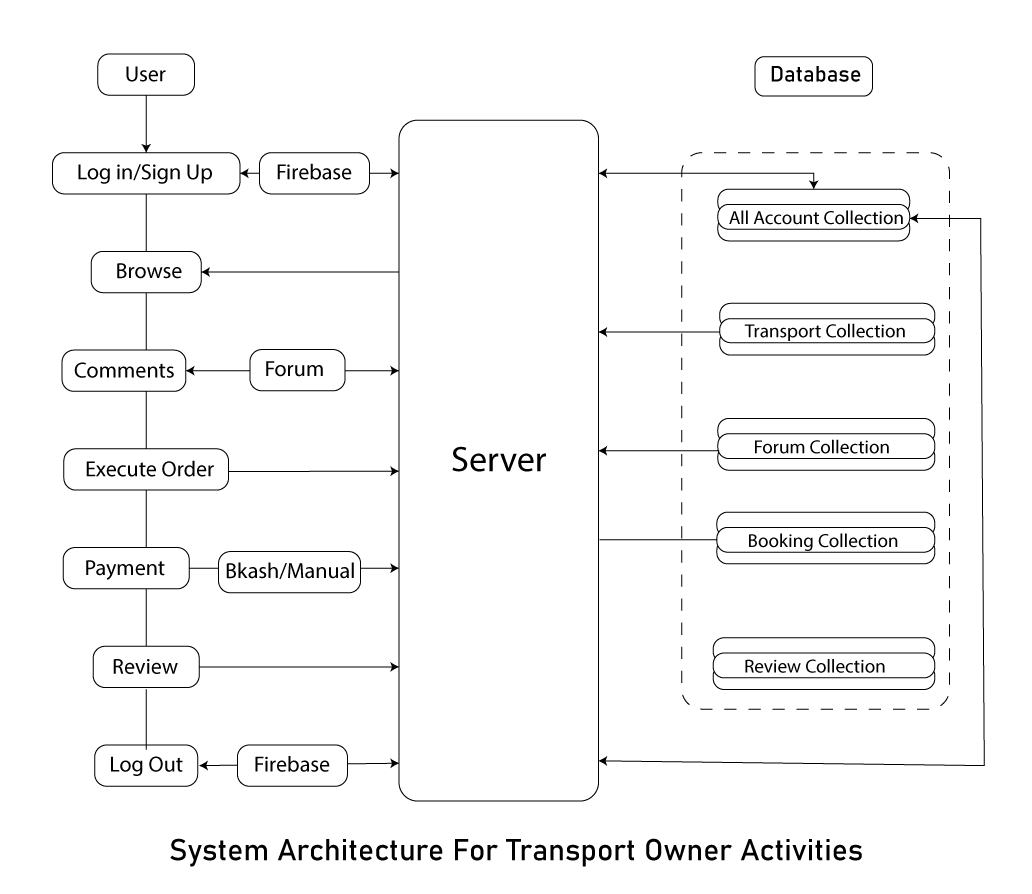 User
Database
Log in/Sign Up
Firebase
All Account Collection
Browse
Transport Collection
Comments
Forum
Server
Forum Collection
Execute Order
Booking Collection
Payment
Bkash/Manual
Review
Review Collection
Log Out
Firebase
System Architecture For Transport Owner Activities